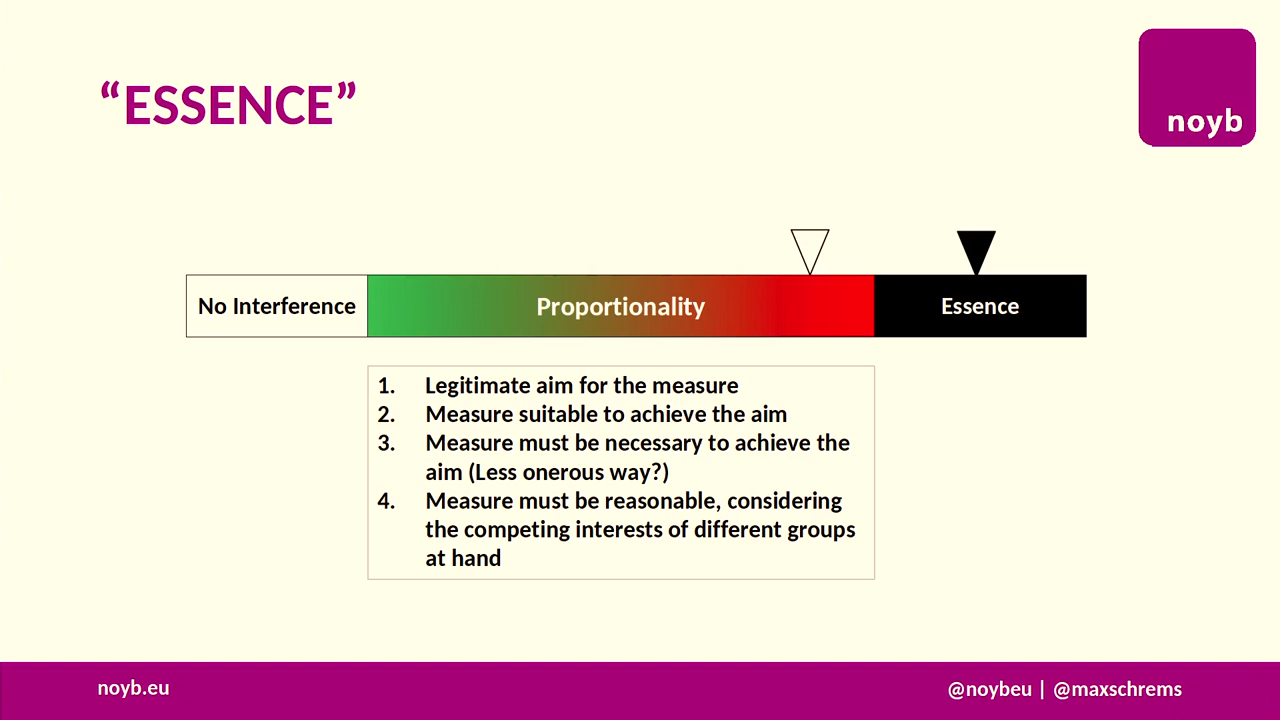 “ESSENCE”
noyb
No Interference
Proportionality
Essence
1. Legitimate aim for the measure
2. Measure suitable to achieve the aim
3. Measure must be necessary to achieve the
aim (Less onerous way?)
4. Measure must be reasonable, considering
the competing interests of different groups
at hand
noyb.eu
@noybeu | @maxschrems